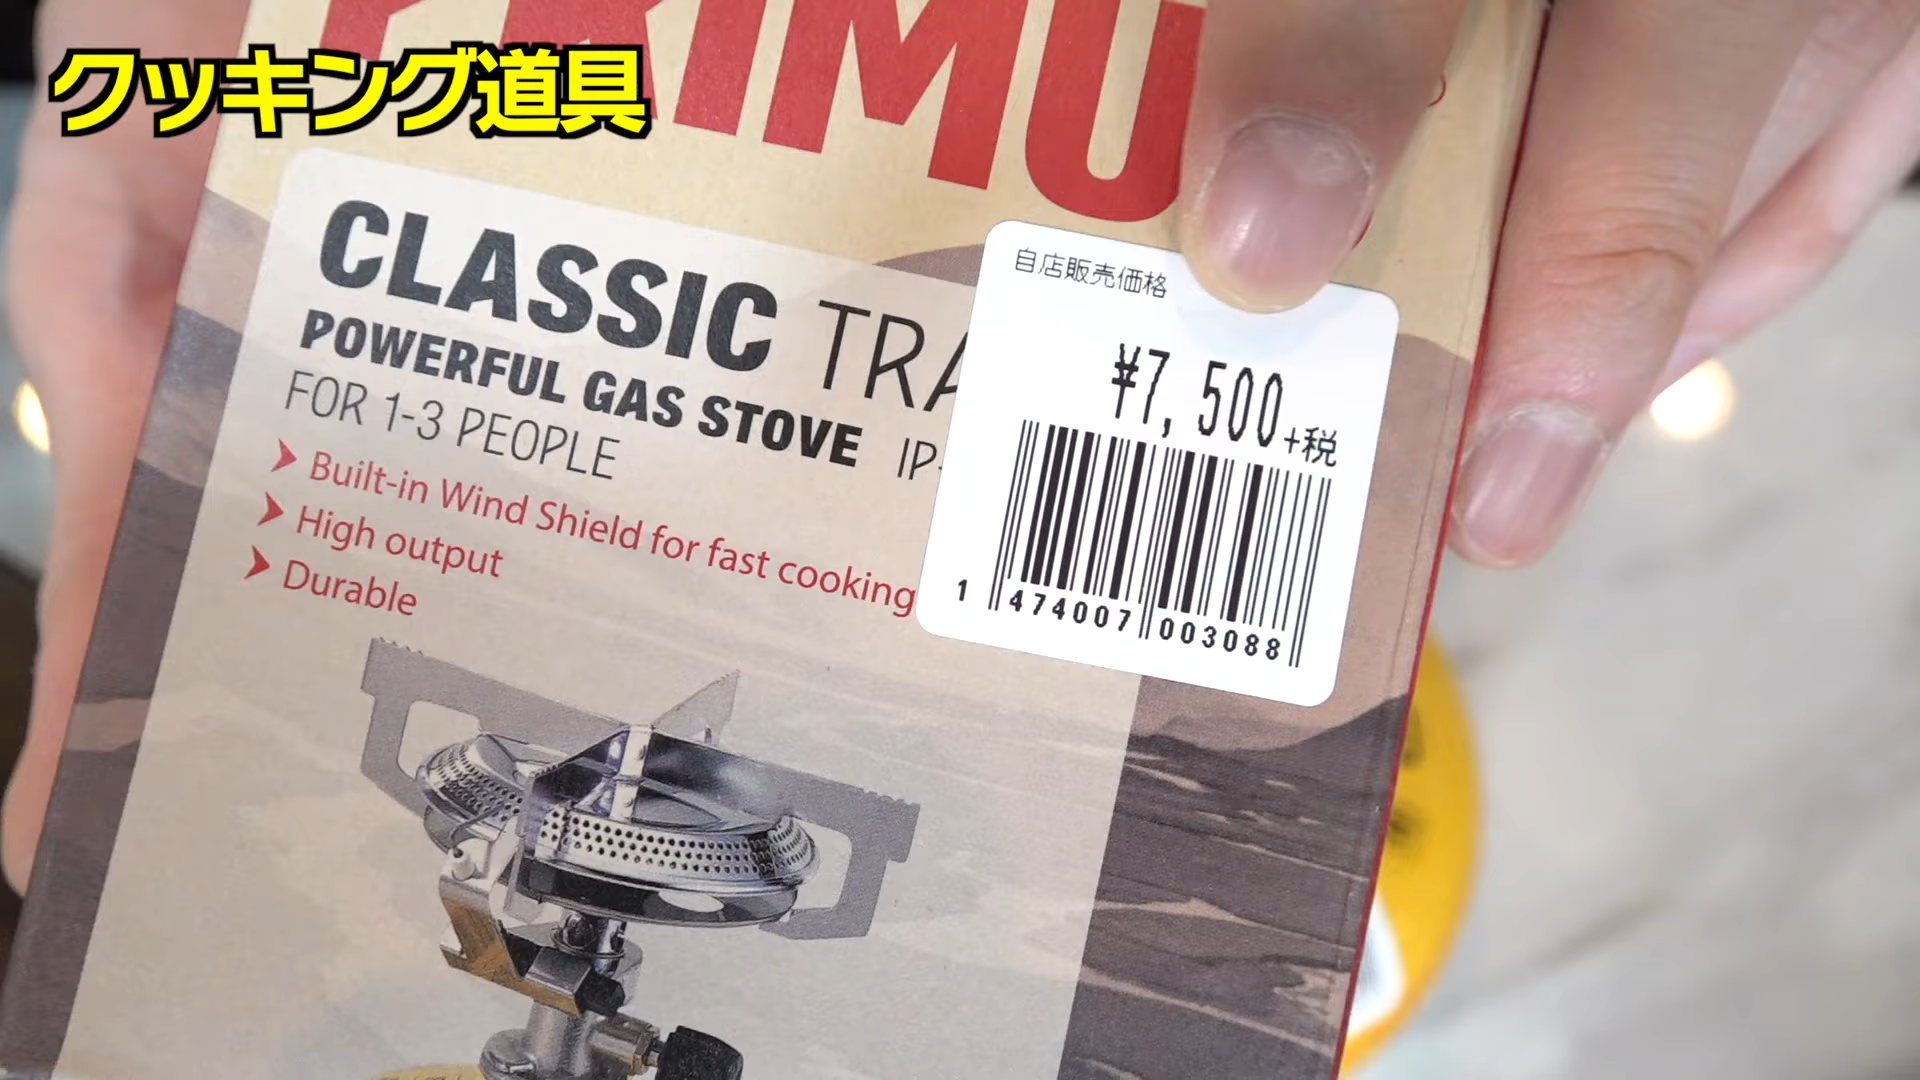 クッキング道具
PRIMU
CLASSIC TRA
POWERFUL GAS STOVE IP-
FOR 1-3 PEOPLE
Built-in Wind Shield for fast cooking
High output
Durable
自店販売価格
¥7,500+税
1 474007 003088